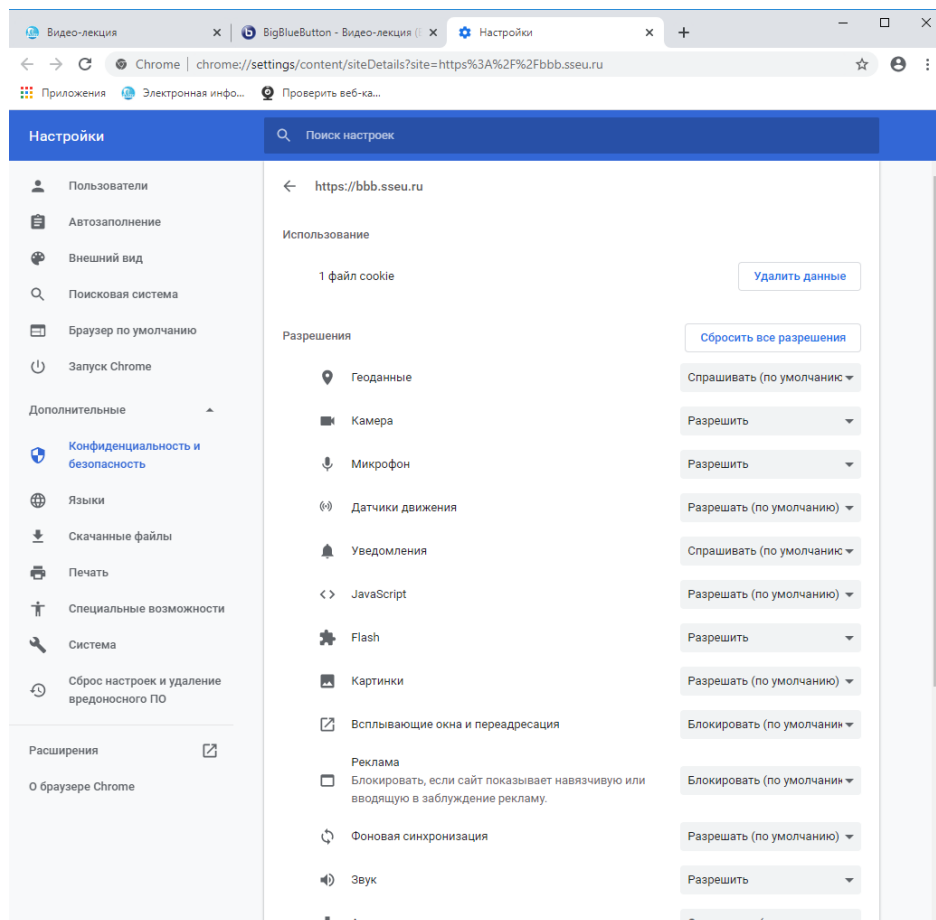 Видео-лекция
BigBlueButton - Видео-лекция (
Настройки
Chrome | chrome://settings/content/siteDetails?site=https%3A%2F%2Fbbb.sseu.ru
Приложения
Электронная инфо...
Проверить веб-ка...
Настройки
Поиск настроек
Пользователи
Автозаполнение
Внешний вид
Поисковая система
Браузер по умолчанию
Запуск Chrome
Дополнительные
Конфиденциальность и
безопасность
Языки
Скачанные файлы
Печать
Специальные возможности
Система
Сброс настроек и удаление
вредоносного ПО
Расширения
О браузере Chrome
https://bbb.sseu.ru
Использование
1 файл cookie
Удалить данные
Разрешения
Сбросить все разрешения
Геоданные
Спрашивать (по умолчанию
Камера
Разрешить
Микрофон
Разрешить
Датчики движения
Разрешать (по умолчанию)
Уведомления
Спрашивать (по умолчанию
JavaScript
Разрешать (по умолчанию)
Flash
Разрешить
Картинки
Разрешать (по умолчанию)
Всплывающие окна и переадресация
Блокировать (по умолчани
Реклама
Блокировать, если сайт показывает навязчивую или
вводящую в заблуждение рекламу.
Блокировать (по умолчани
Фоновая синхронизация
Разрешать (по умолчанию)
Звук
Разрешить